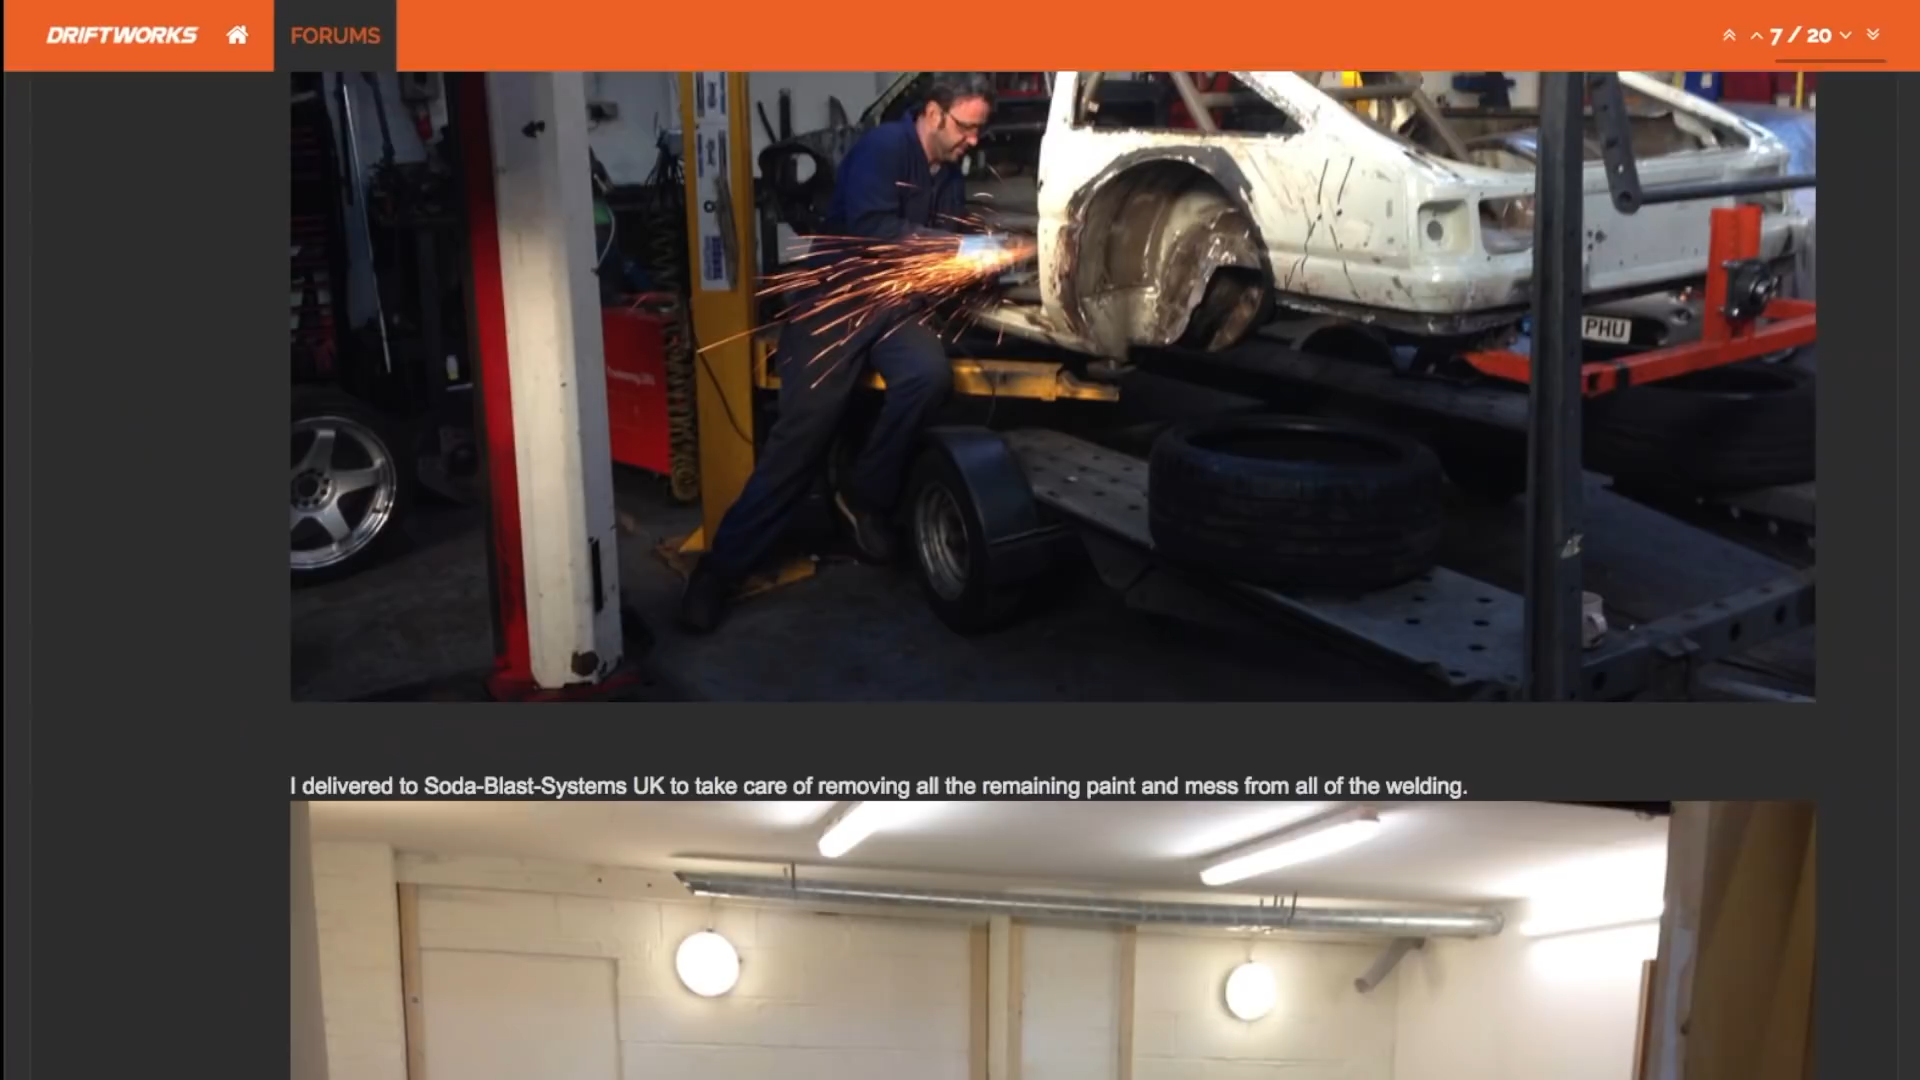 DRIFTWORKS
FORUMS
7 / 20
PHU
I delivered to Soda-Blast-Systems UK to take care of removing all the remaining paint and mess from all of the welding.